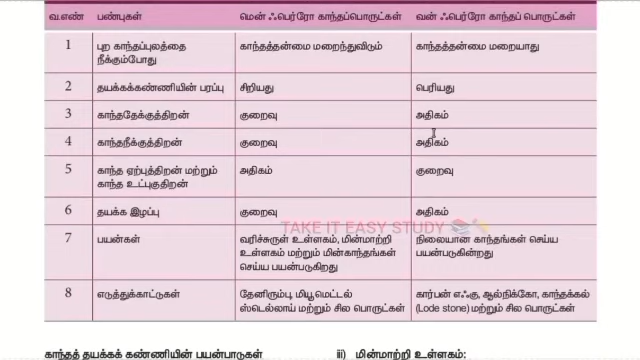 வ.எண் பண்புகள் மென் ஃபெர்ரோ காந்தப்பொருட்கள் வன் ஃபெர்ரோ காந்தப் பொருட்கள்
1 புற காந்தப்புலத்தை நீக்கும்போது காந்தத்தன்மை மறைந்துவிடும் காந்தத்தன்மை மறையாது
2 தயக்கக்கண்ணியின் பரப்பு சிறியது பெரியது
3 காந்ததேக்குத்திறன் குறைவு அதிகம்
4 காந்தநீக்குத்திறன் குறைவு அதிகம்
5 காந்த ஏற்புத்திறன் மற்றும் காந்த உட்புகுதிறன் அதிகம் குறைவு
6 தயக்க இழப்பு குறைவு அதிகம்
TAKE IT EASY STUDY
7 பயன்கள் வரிச்சுருள் உள்ளகம், மின்மாற்றி உள்ளகம் மற்றும் மின்காந்தங்கள் செய்ய பயன்படுகிறது நிலையான காந்தங்கள் செய்ய பயன்படுகின்றது
8 எடுத்துக்காட்டுகள் தேனிரும்பு, மியூமெட்டல் ஸ்டெல்லாய் மற்றும் சில பொருட்கள் கார்பன் எஃகு, ஆல்நிக்கோ, காந்தக்கல் (Lode stone) மற்றும் சில பொருட்கள்
காந்தத் தயக்கக் கண்ணியின் பயன்பாடுகள் ii) மின்மாற்றி உள்ளகம்: